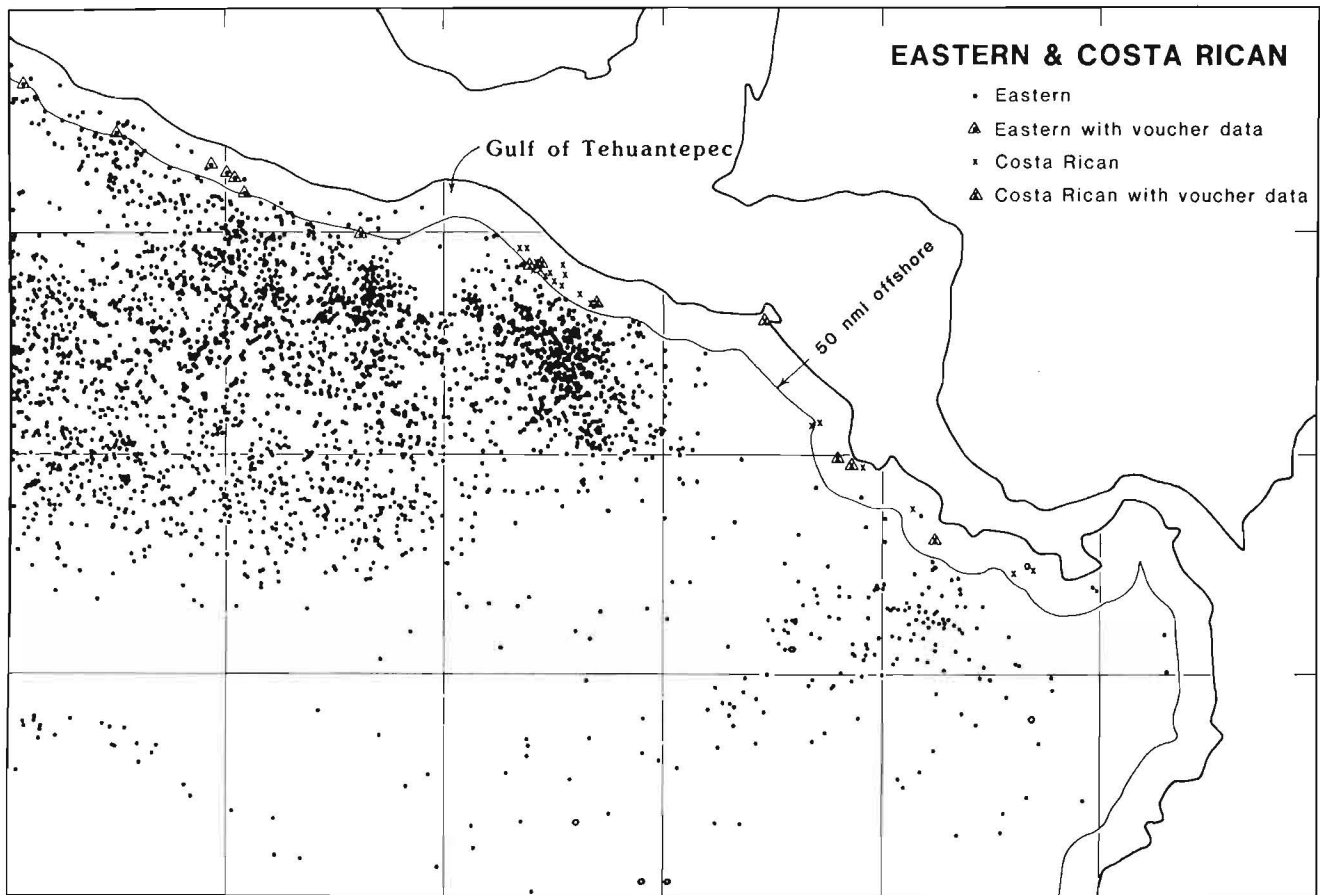 EASTERN & COSTA RICAN
Eastern
Eastern with voucher data
Costa Rican
Costa Rican with voucher data
Gulf of Tehuantepec
50 nmi offshore